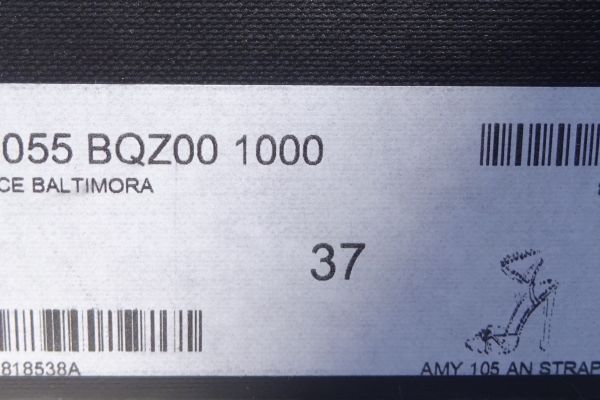 055 BQZ00 1000
CE BALTIMORA
37
818538A
AMY 105 AN STRAP